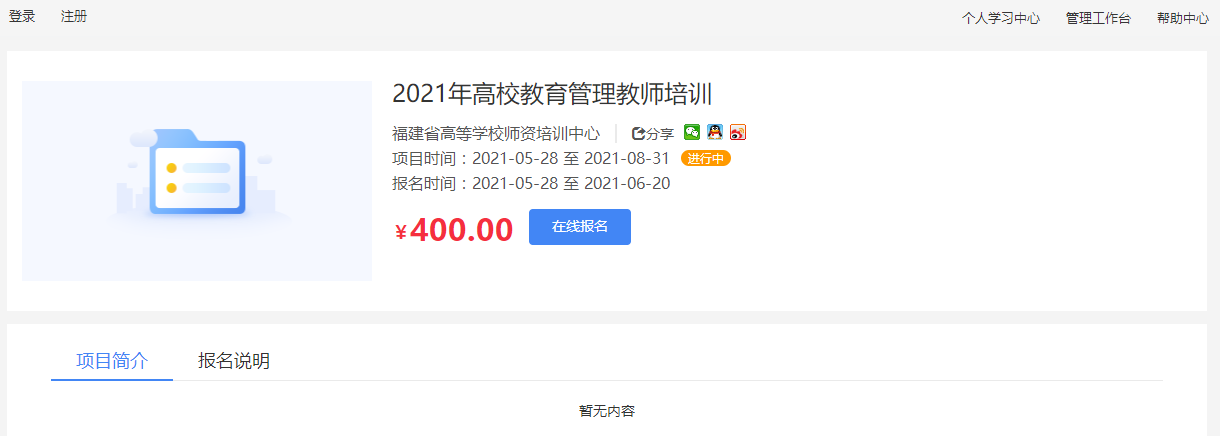 登录 注册 个人学习中心 管理工作台 帮助中心
2021年高校教育管理教师培训
福建省高等学校师资培训中心 分享
项目时间：2021-05-28 至 2021-08-31 进行中
报名时间：2021-05-28 至 2021-06-20
¥400.00 在线报名
项目简介 报名说明
暂无内容